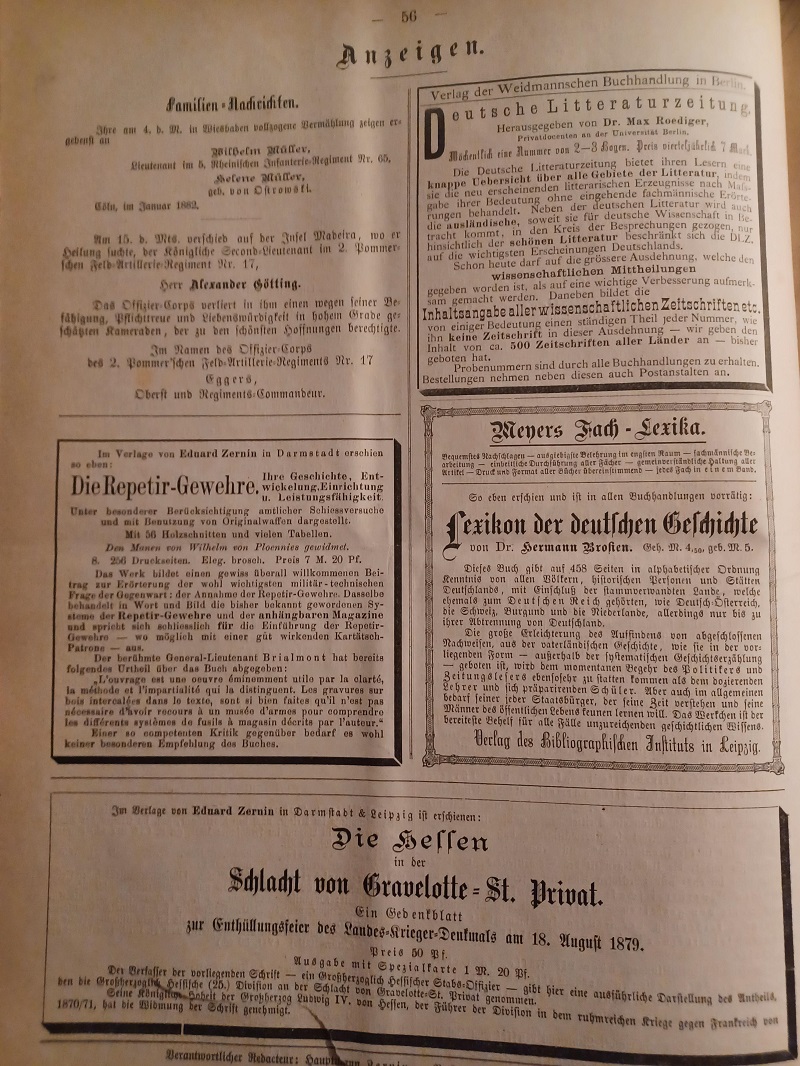 — 56 —
Anzeigen.
Familien-Nachrichten.
Ihre am 4. d. M. in Wiesbaden vollzogene Vermählung zeigen er-
gebenst an
Wilhelm Müller,
Lieutenant im 5. Rheinischen Infanterie-Regiment Nr. 65,
Helene Müller,
geb. von Ostrowski.
Cöln, im Januar 1882.
Am 15. d. Mts. verschied auf der Insel Madeira, wo er
Heilung suchte, der Königliche Second-Lieutenant im 2. Pommer-
schen Feld-Artillerie-Regiment Nr. 17,
Herr Alexander Götting.
Das Offizier-Corps verliert in ihm einen wegen seiner Be-
fähigung, Pflichttreue und Liebenswürdigkeit in hohem Grade ge-
schätzten Kameraden, der zu den schönsten Hoffnungen berechtigte.
Im Namen des Offizier-Corps
des 2. Pommer'schen Feld-Artillerie-Regiments Nr. 17
Eggers,
Oberst und Regiments-Commandeur.
Im Verlage von Eduard Zernin in Darmstadt erschien
so eben:
Die Repetir-Gewehre. Ihre Geschichte, Ent-
wickelung, Einrichtung
u. Leistungsfähigkeit
Unter besonderer Berücksichtigung amtlicher Schiessversuche
und mit Benutzung von Originalwaffen dargestellt.
Mit 56 Holzschnitten und vielen Tabellen.
Den Manen von Wilhelm von Ploennies gewidmet.
8. 256 Druckseiten. Eleg. brosch. Preis 7 M. 20 Pf.
Das Werk bildet einen gewiss überall willkommenen Bei-
trag zur Erörterung der wohl wichtigsten militär-technischen
Frage der Gegenwart: der Annahme der Repetir-Gewehre. Dasselbe
behandelt in Wort und Bild die bisher bekannt gewordenen Sy-
steme der Repetir-Gewehre und der anhängbaren Magazine
und spricht sich schliesslich für die Einführung der Repetir-
Gewehre — wo möglich mit einer gut wirkenden Kartätsch-
Patrone — aus.
Der berühmte General-Lieutenant Brialmont hat bereits
folgendes Urtheil über das Buch abgegeben:
„L'ouvrage est une oeuvre éminomment utile par la clarté,
la méthode et l'impartialité qui la distinguent. Les gravures sur
bois intercalées dans le texte, sont si bien faites qu'il n'est pas
nécessaire d'avoir recours à un musée d'armes pour comprendre
les différents systèmes de fusils à magasin décrits par l'auteur."
Einer so competenten Kritik gegenüber bedarf es wohl
keiner besonderen Empfehlung des Buches.
Verlag der Weidmannschen Buchhandlung in Berlin.
Deutsche Litteraturzeitung.
Herausgegeben von Dr. Max Roediger,
Privatdocenten an der Universität Berlin.
Wöchentlich eine Nummer von 2—3 Bogen. Preis vierteljährlich 7 Mark.
Die Deutsche Litteraturzeitung bietet ihren Lesern eine
knappe Uebersicht über alle Gebiete der Litteratur, indem
sie die neu erscheinenden litterarischen Erzeugnisse nach Mafs-
gabe ihrer Bedeutung ohne eingehende fachmännische Erörte-
rungen behandelt. Neben der deutschen Litteratur wird auch
die ausländische, soweit sie für deutsche Wissenschaft in Be-
tracht kommt, in den Kreis der Besprechungen gezogen, nur
hinsichtlich der schönen Litteratur beschränkt sich die DLZ.
auf die wichtigsten Erscheinungen Deutschlands.
Schon heute darf auf die grössere Ausdehnung, welche den
wissenschaftlichen Mittheilungen
gegeben worden ist, als auf eine wichtige Verbesserung aufmerk-
sam gemacht werden. Daneben bildet die
Inhaltsangabe aller wissenschaftlichen Zeitschriften etc.
von einiger Bedeutung einen ständigen Theil jeder Nummer, wie
ihn keine Zeitschrift in dieser Ausdehnung — wir geben den
Inhalt von ca. 500 Zeitschriften aller Länder an — bisher
geboten hat.
Probenummern sind durch alle Buchhandlungen zu erhalten.
Bestellungen nehmen neben diesen auch Postanstalten an.
Meyers Fach-Lexika.
Bequemstes Nachschlagen — ausgiebigste Belehrung im engsten Raum — fachmännische Be-
arbeitung — einheitliche Durchführung aller Fächer — gemeinverständliche Haltung aller
Artikel — Druck und Format aller Bücher übereinstimmend — jedes Fach in einem Band.
So eben erschien und ist in allen Buchhandlungen vorrätig:
Lexikon der deutschen Geschichte
von Dr. Hermann Brosien. Geh. M. 4,50, geb. M. 5.
Dieses Buch gibt auf 458 Seiten in alphabetischer Ordnung
Kenntnis von allen Völkern, historischen Personen und Stätten
Deutschlands, mit Einschluß der stammverwandten Lande, welche
ehemals zum Deutschen Reich gehörten, wie Deutsch-Österreich,
die Schweiz, Burgund und die Niederlande, allerdings nur bis zu
ihrer Abtrennung von Deutschland.
Die große Erleichterung des Auffindens von abgeschlossenen
Nachweisen, aus der vaterländischen Geschichte, wie sie in der vor-
liegenden Form — außerhalb der systematischen Geschichtserzählung
— geboten ist, wird dem momentanen Begehr des Politikers und
Zeitungslesers ebensosehr zu statten kommen als dem dozierenden
Lehrer und sich präparirenden Schüler. Aber auch im allgemeinen
bedarf seiner jeder Staatsbürger, der seine Zeit verstehen und seine
Männer des öffentlichen Lebens kennen lernen will. Das Werkchen ist der
bereiteste Behelf für alle Fälle unzureichenden geschichtlichen Wissens.
Verlag des Bibliographischen Instituts in Leipzig.
Im Verlage von Eduard Zernin in Darmstadt & Leipzig ist erschienen:
Die Hessen
in der
Schlacht von Gravelotte-St. Privat.
Ein Gedenkblatt
zur Enthüllungsfeier des Landes-Krieger-Denkmals am 18. August 1879.
Preis 50 Pf.
Ausgabe mit Spezialkarte 1 M. 20 Pf.
Der Verfasser der vorliegenden Schrift — ein Großherzoglich Hessischer Stabs-Offizier — gibt hier eine ausführliche Darstellung des Antheils,
den die Großherzoglich Hessische (25.) Division an der Schlacht von Gravelotte-St. Privat genommen.
Seine Königliche Hoheit der Großherzog Ludwig IV. von Hessen, der Führer der Division in dem ruhmreichen Kriege gegen Frankreich von
1870/71, hat die Widmung der Schrift genehmigt.
Verantwortlicher Redacteur: